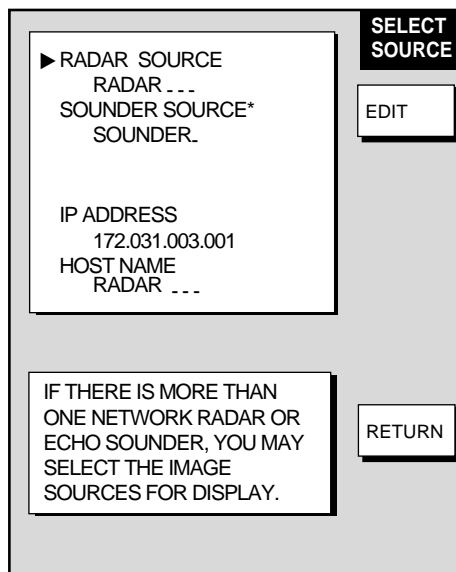 SELECT
SOURCE
▶ RADAR SOURCE
RADAR _ _ _
SOUNDER SOURCE*
SOUNDER_
IP ADDRESS
172.031.003.001
HOST NAME
RADAR _ _ _
EDIT
IF THERE IS MORE THAN
ONE NETWORK RADAR OR
ECHO SOUNDER, YOU MAY
SELECT THE IMAGE
SOURCES FOR DISPLAY.
RETURN